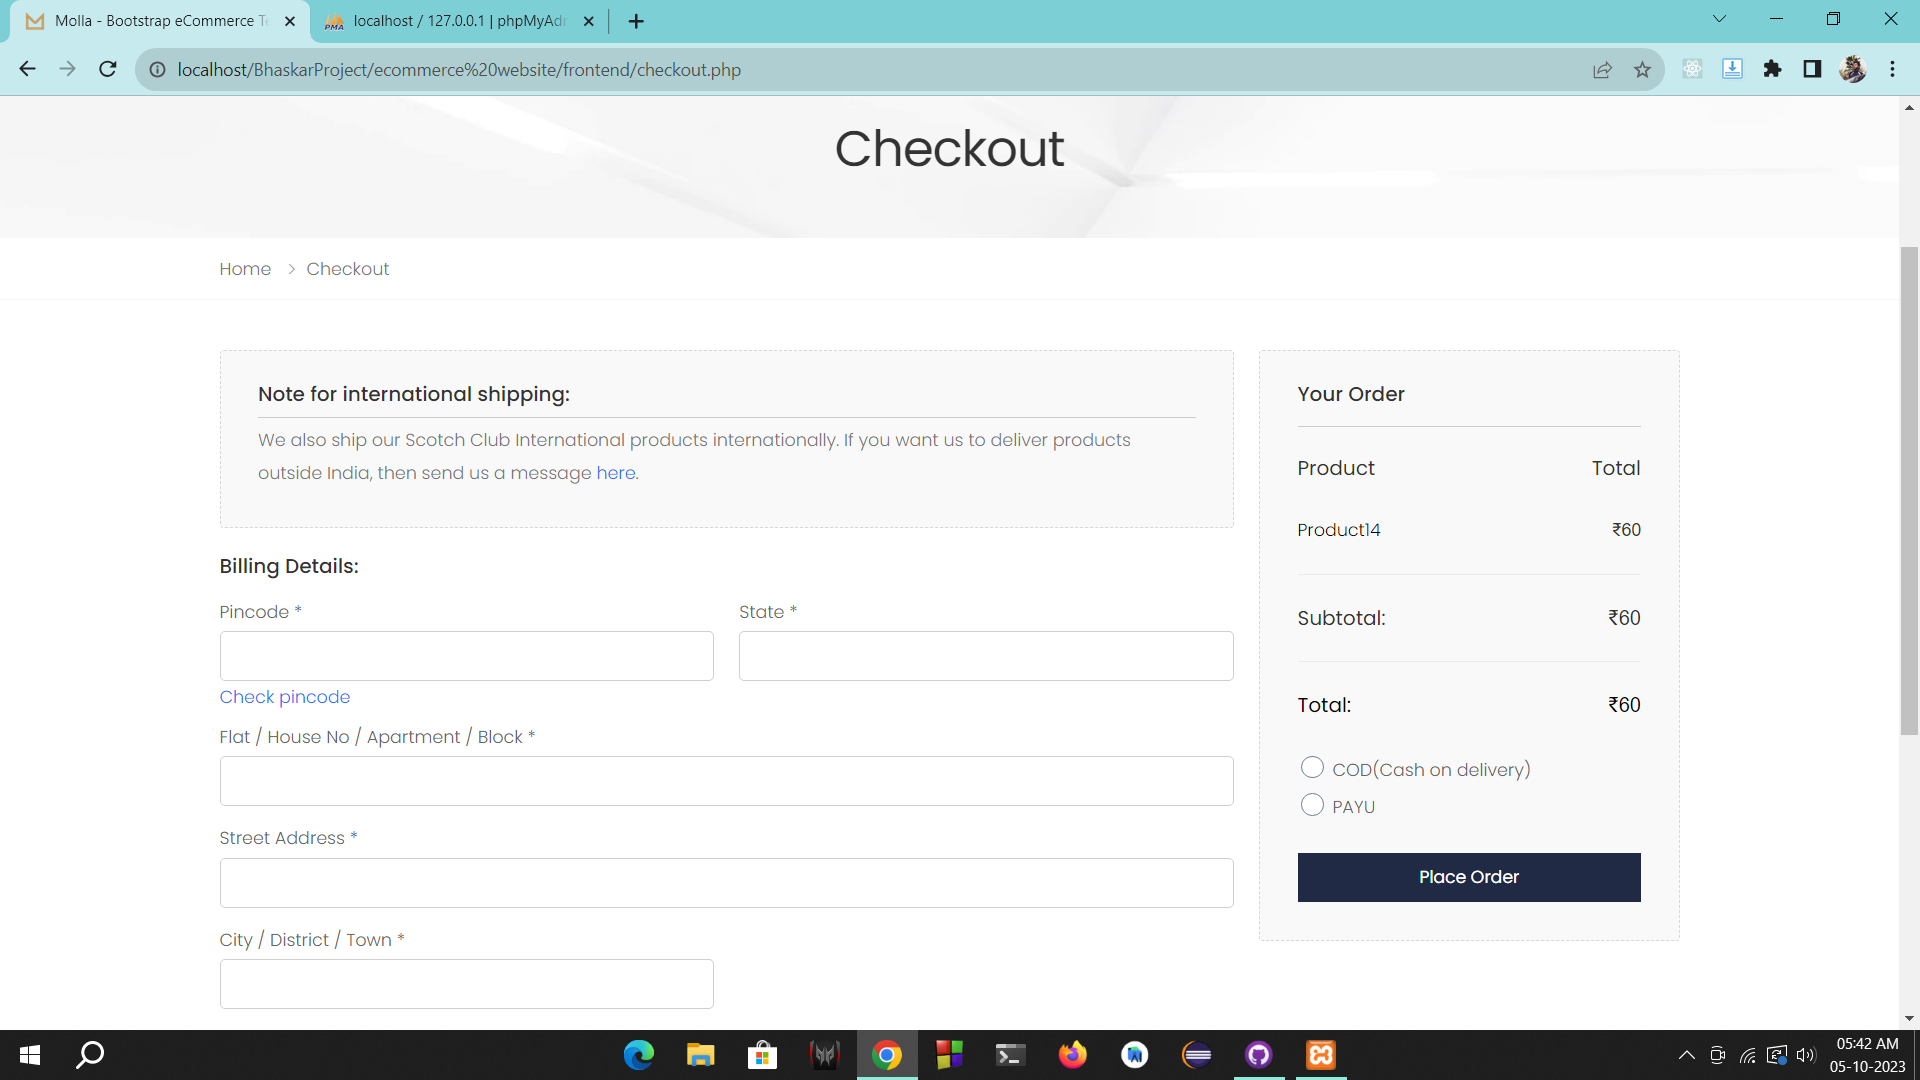 Molla - Bootstrap eCommerce Te
localhost / 127.0.0.1 | phpMyAdr
localhost/BhaskarProject/ecommerce%20website/frontend/checkout.php
Checkout
Home > Checkout
Note for international shipping:
We also ship our Scotch Club International products internationally. If you want us to deliver products
outside India, then send us a message here.
Billing Details:
Pincode *
State *
Check pincode
Flat / House No / Apartment / Block *
Street Address *
City / District / Town *
Your Order
Product Total
Product14 ₹60
Subtotal: ₹60
Total: ₹60
COD(Cash on delivery)
PAYU
Place Order
05:42 AM
05-10-2023